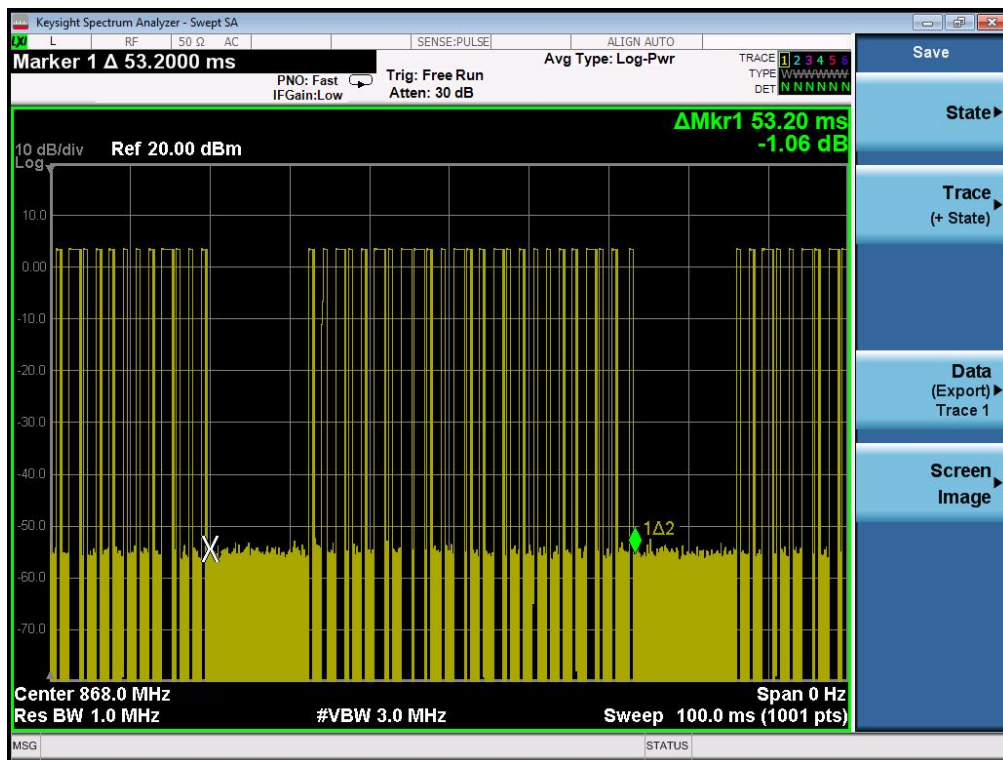 Keysight Spectrum Analyzer - Swept SA
LXI L RF 50 Ω AC SENSE:PULSE ALIGN AUTO
Marker 1 Δ 53.2000 ms
PNO: Fast
IFGain:Low
Trig: Free Run
Atten: 30 dB
Avg Type: Log-Pwr
TRACE 1 2 3 4 5 6
TYPE WWWWWW
DET N N N N N N
ΔMkr1 53.20 ms
-1.06 dB
10 dB/div Ref 20.00 dBm
Log
10.0
0.00
-10.0
-20.0
-30.0
-40.0
-50.0
-60.0
-70.0
1Δ2
Center 868.0 MHz Span 0 Hz
Res BW 1.0 MHz #VBW 3.0 MHz Sweep 100.0 ms (1001 pts)
MSG STATUS
Save
State
Trace
(+ State)
Data
(Export)
Trace 1
Screen
Image